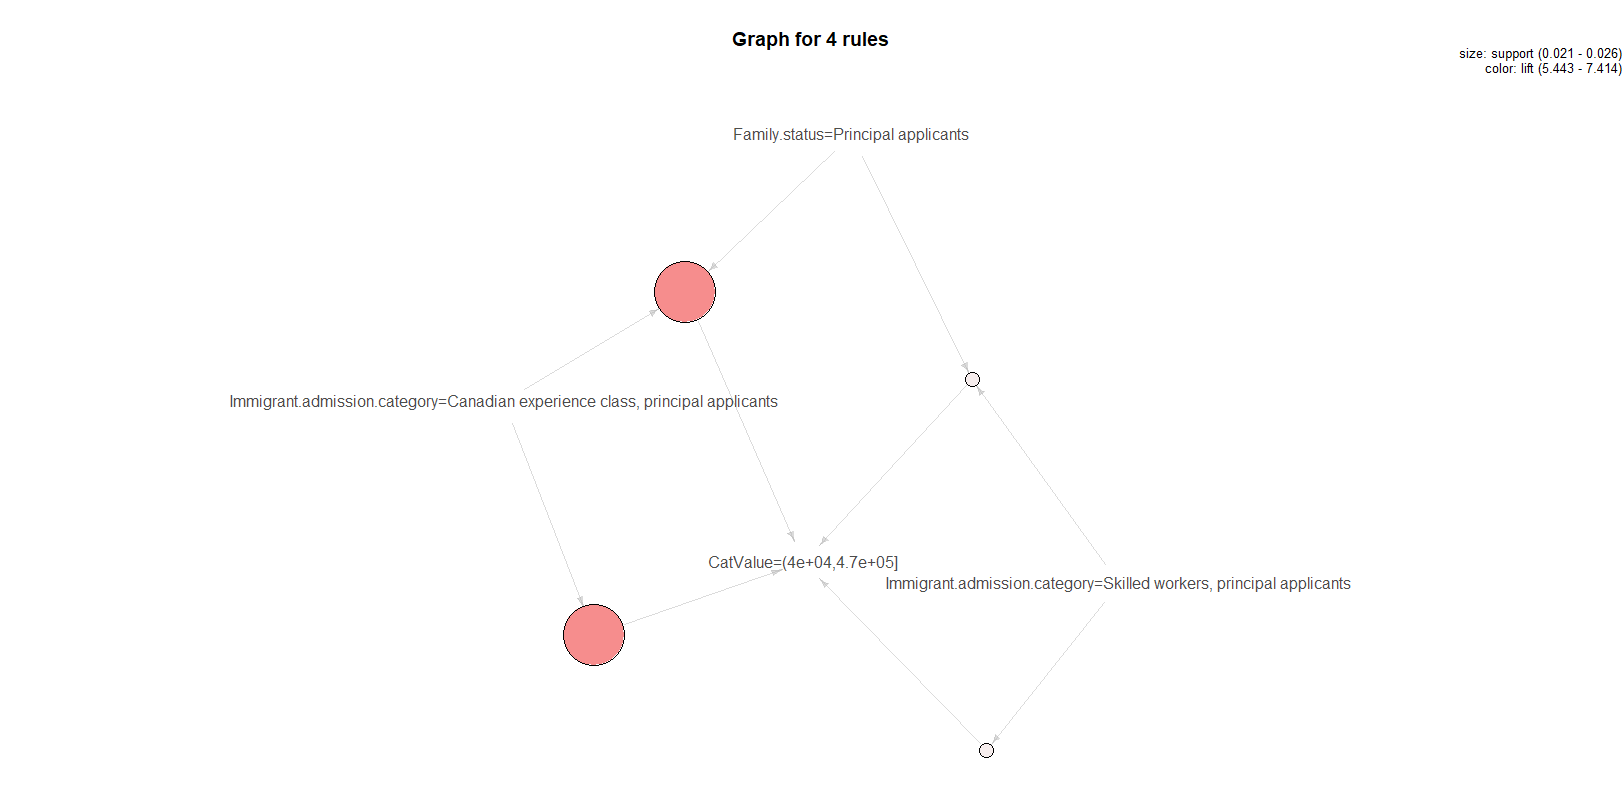 Graph for 4 rules
size: support (0.021 - 0.026)
color: lift (5.443 - 7.414)
Family.status=Principal applicants
Immigrant.admission.category=Canadian experience class, principal applicants
CatValue=(4e+04,4.7e+05]
Immigrant.admission.category=Skilled workers, principal applicants